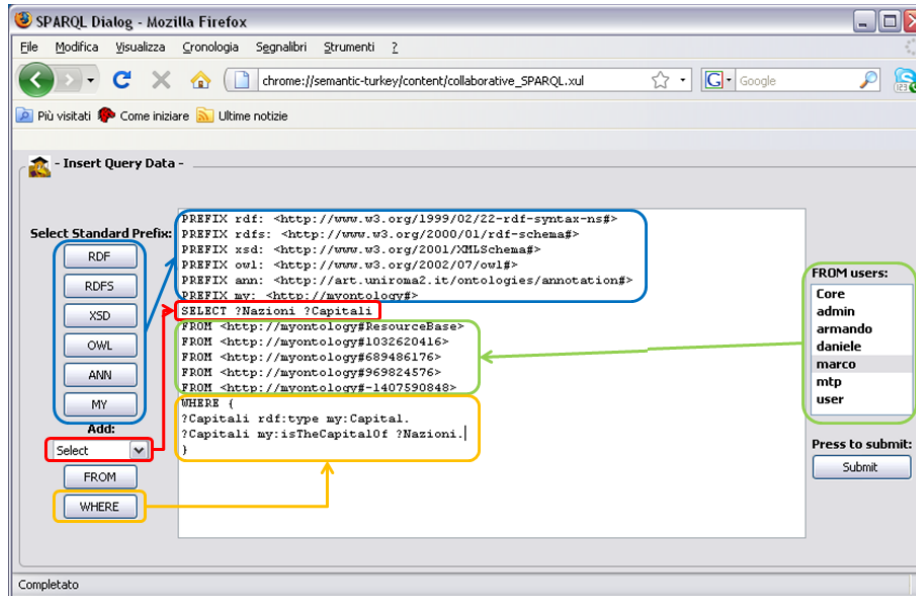 SPARQL Dialog - Mozilla Firefox
File Modifica Visualizza Cronologia Segnalibri Strumenti ?
chrome://semantic-turkey/content/collaborative_SPARQL.xul
G Google
Più visitati Come iniziare Ultime notizie
- Insert Query Data -
Select Standard Prefix:
RDF
RDFS
XSD
OWL
ANN
MY
Add:
Select
FROM
WHERE
PREFIX rdf: <http://www.w3.org/1999/02/22-rdf-syntax-ns#>
PREFIX rdfs: <http://www.w3.org/2000/01/rdf-schema#>
PREFIX xsd: <http://www.w3.org/2001/XMLSchema#>
PREFIX owl: <http://www.w3.org/2002/07/owl#>
PREFIX ann: <http://art.uniroma2.it/ontologies/annotation#>
PREFIX my: <http://myontology#>
SELECT ?Nazioni ?Capitali
FROM <http://myontology#ResourceBase>
FROM <http://myontology#1032620416>
FROM <http://myontology#689486176>
FROM <http://myontology#969824576>
FROM <http://myontology#-1407590848>
WHERE {
?Capitali rdf:type my:Capital.
?Capitali my:isTheCapitalOf ?Nazioni.
}
FROM users:
Core
admin
armando
daniele
marco
mtp
user
Press to submit:
Submit
Completato